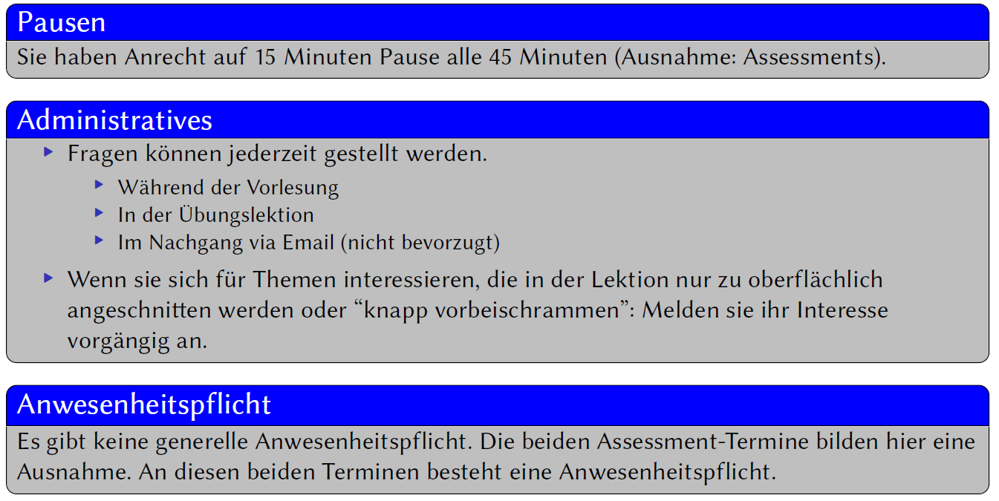 Pausen
Sie haben Anrecht auf 15 Minuten Pause alle 45 Minuten (Ausnahme: Assessments).
Administratives
Fragen können jederzeit gestellt werden.
Während der Vorlesung
In der Übungslektion
Im Nachgang via Email (nicht bevorzugt)
Wenn sie sich für Themen interessieren, die in der Lektion nur zu oberflächlich
angeschnitten werden oder “knapp vorbeischrammen”: Melden sie ihr Interesse
vorgängig an.
Anwesenheitspflicht
Es gibt keine generelle Anwesenheitspflicht. Die beiden Assessment-Termine bilden hier eine
Ausnahme. An diesen beiden Terminen besteht eine Anwesenheitspflicht.